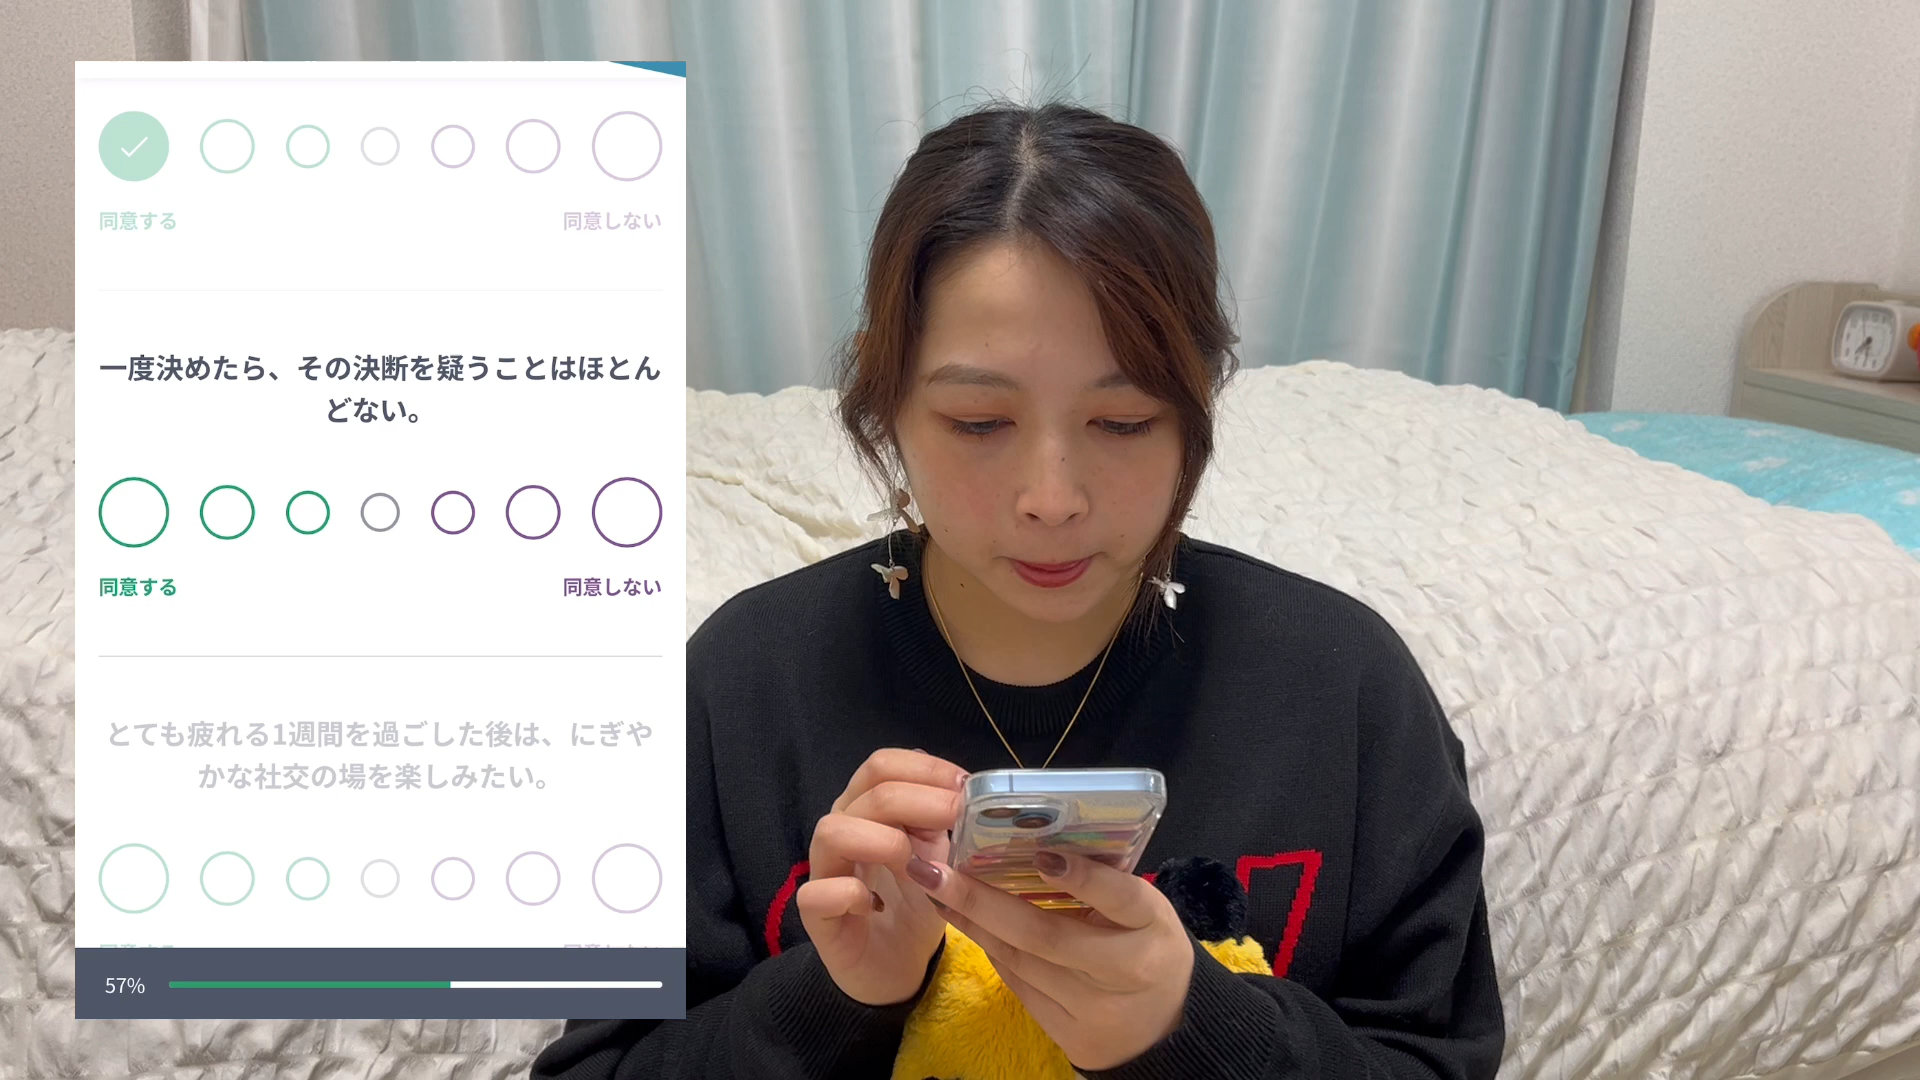 同意する 同意しない
一度決めたら、その決断を疑うことはほとん
どない。
同意する 同意しない
とても疲れる1週間を過ごした後は、にぎや
かな社交の場を楽しみたい。
57%